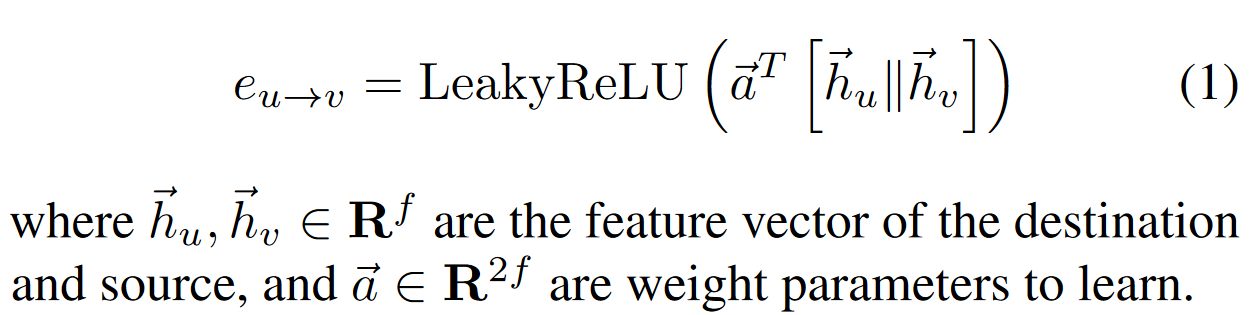 $e_{u \rightarrow v} = \text{LeakyReLU}\left(\vec{a}^T\left[\vec{h}_u \| \vec{h}_v\right]\right)$ (1)
where $\vec{h}_u, \vec{h}_v \in \mathbf{R}^f$ are the feature vector of the destination
and source, and $\vec{a} \in \mathbf{R}^{2f}$ are weight parameters to learn.